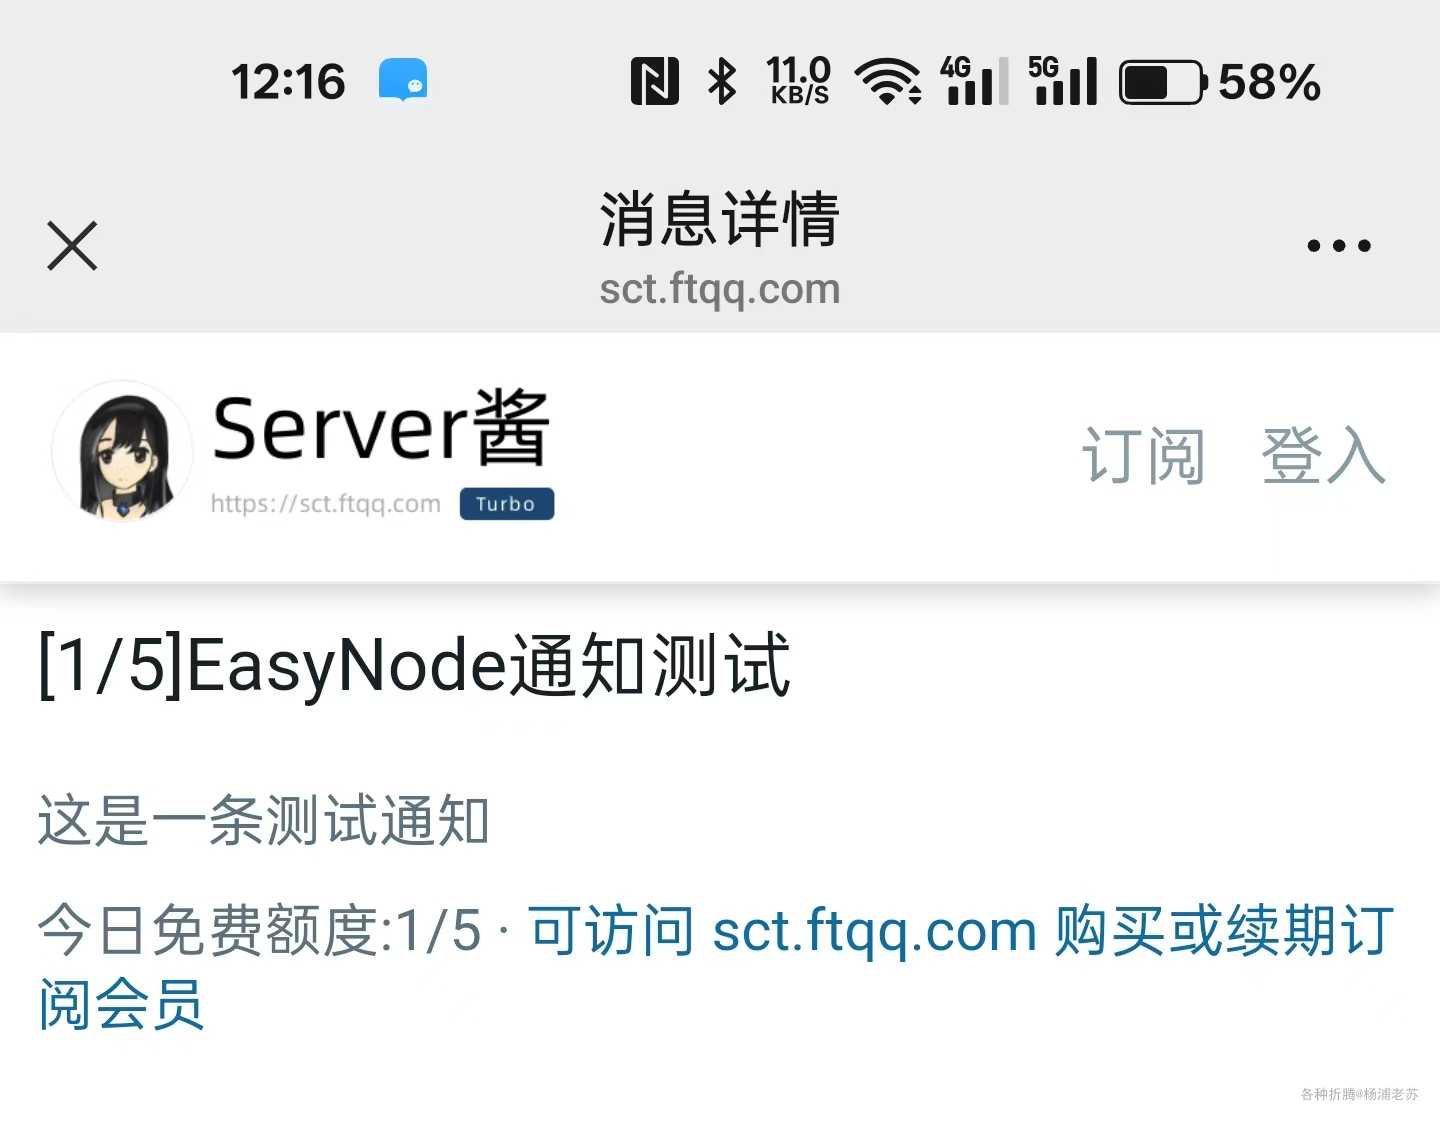 12:16 11.0 KB/S 4G 5G 58%
消息详情
sct.ftqq.com
Server酱
https://sct.ftqq.com Turbo
订阅 登入
[1/5]EasyNode通知测试
这是一条测试通知
今日免费额度:1/5 · 可访问 sct.ftqq.com 购买或续期订
阅会员
各种折腾@杨浦老苏